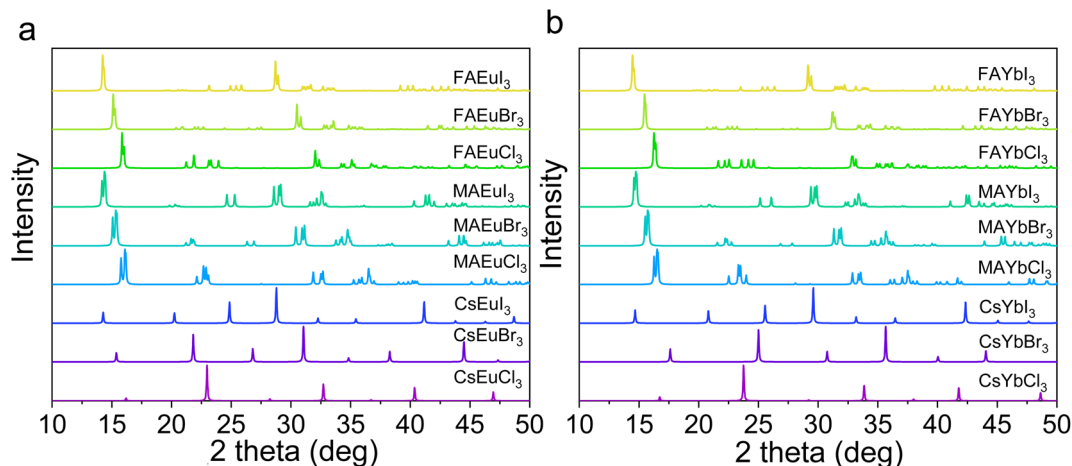 a
Intensity
FAEuI₃
FAEuBr₃
FAEuCl₃
MAEuI₃
MAEuBr₃
MAEuCl₃
CsEuI₃
CsEuBr₃
CsEuCl₃
10 15 20 25 30 35 40 45 50
2 theta (deg)
b
Intensity
FAYbI₃
FAYbBr₃
FAYbCl₃
MAYbI₃
MAYbBr₃
MAYbCl₃
CsYbI₃
CsYbBr₃
CsYbCl₃
10 15 20 25 30 35 40 45 50
2 theta (deg)